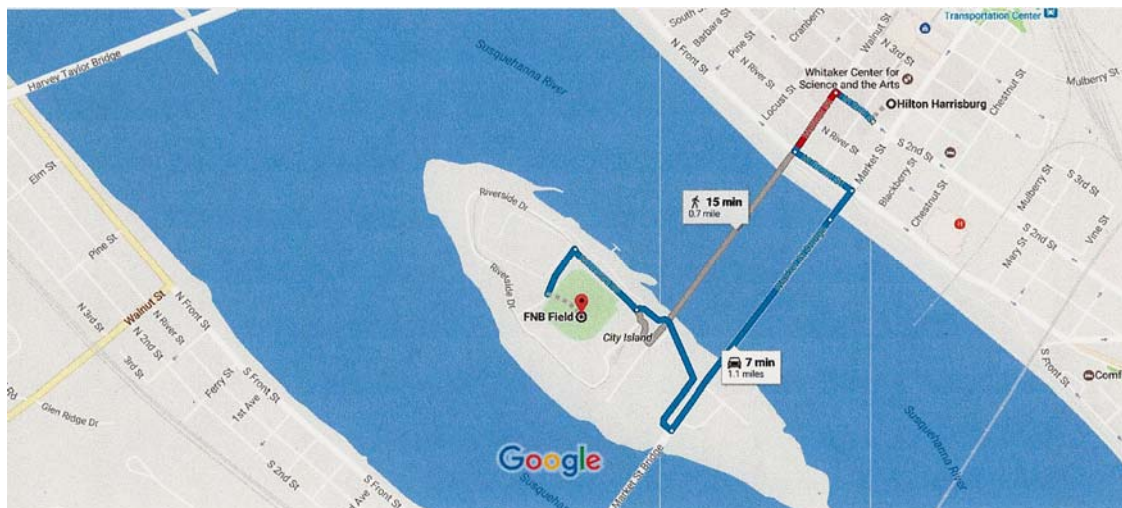 Transportation Center
South St
Barbara St
Cranberry St
Walnut St
N 3rd St
N Front St
Pine St
N River St
Harvey Taylor Bridge
Susquehanna River
Mulberry St
Whitaker Center for
Science and the Arts
Locust St
Chestnut St
Hilton Harrisburg
N River St
Market St
S 2nd St
Elm St
Blackberry St
Mulberry St
S 3rd St
Riverside Dr
15 min
0.7 mile
Chestnut St
Vine St
S 2nd St
Mary St
Pine St
Riverside Dr
N Front St
Walnut St
FNB Field
City Island
N 3rd St
N River St
N 2nd St
3rd St
7 min
1.1 miles
S Front St
Rd
Ferry St
S Front St
1st Ave
Glen Ridge Dr
Susquehanna River
Google
S 2nd St
S Front St
Market St Bridge